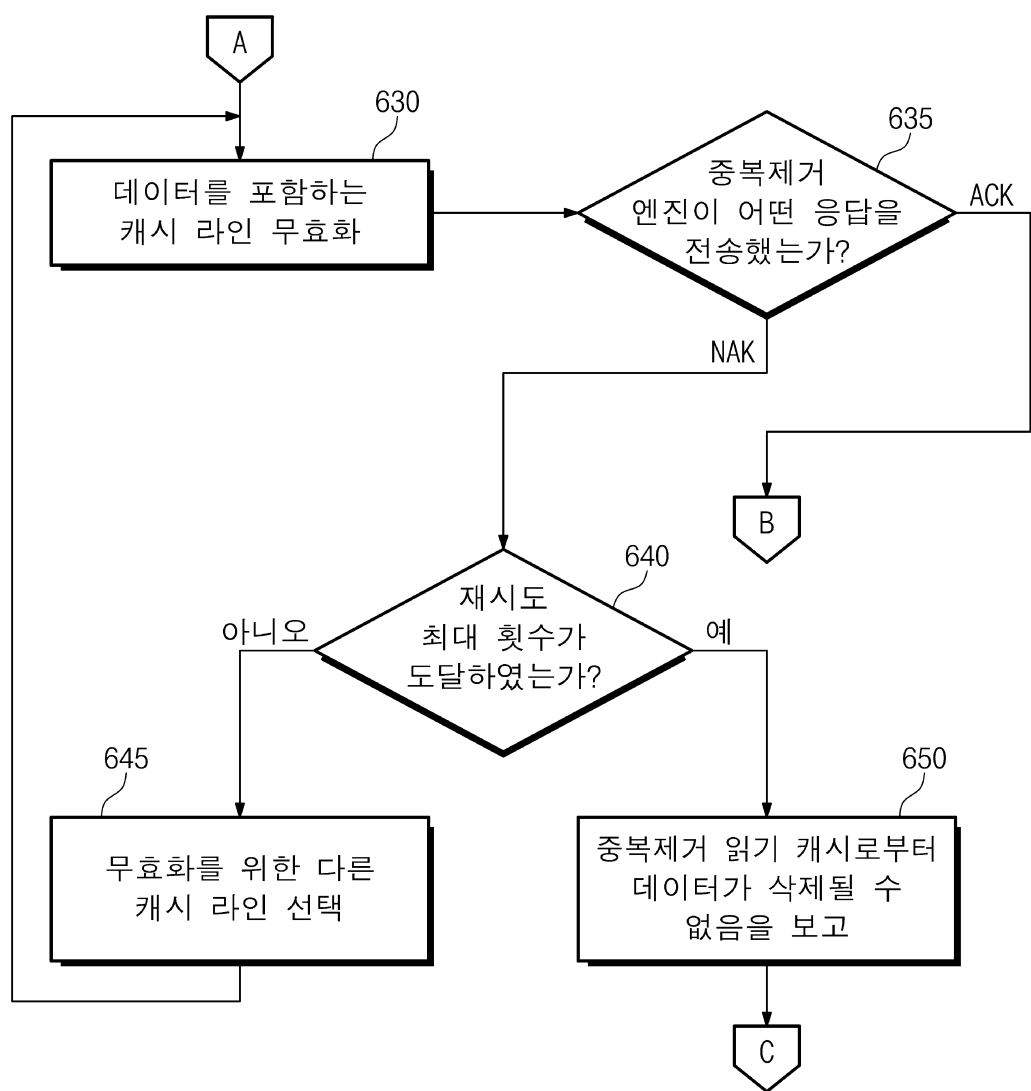 A
630
데이터를 포함하는
캐시 라인 무효화
635
중복제거
엔진이 어떤 응답을
전송했는가?
ACK
NAK
B
640
재시도
최대 횟수가
도달하였는가?
아니오
예
645
무효화를 위한 다른
캐시 라인 선택
650
중복제거 읽기 캐시로부터
데이터가 삭제될 수
없음을 보고
C